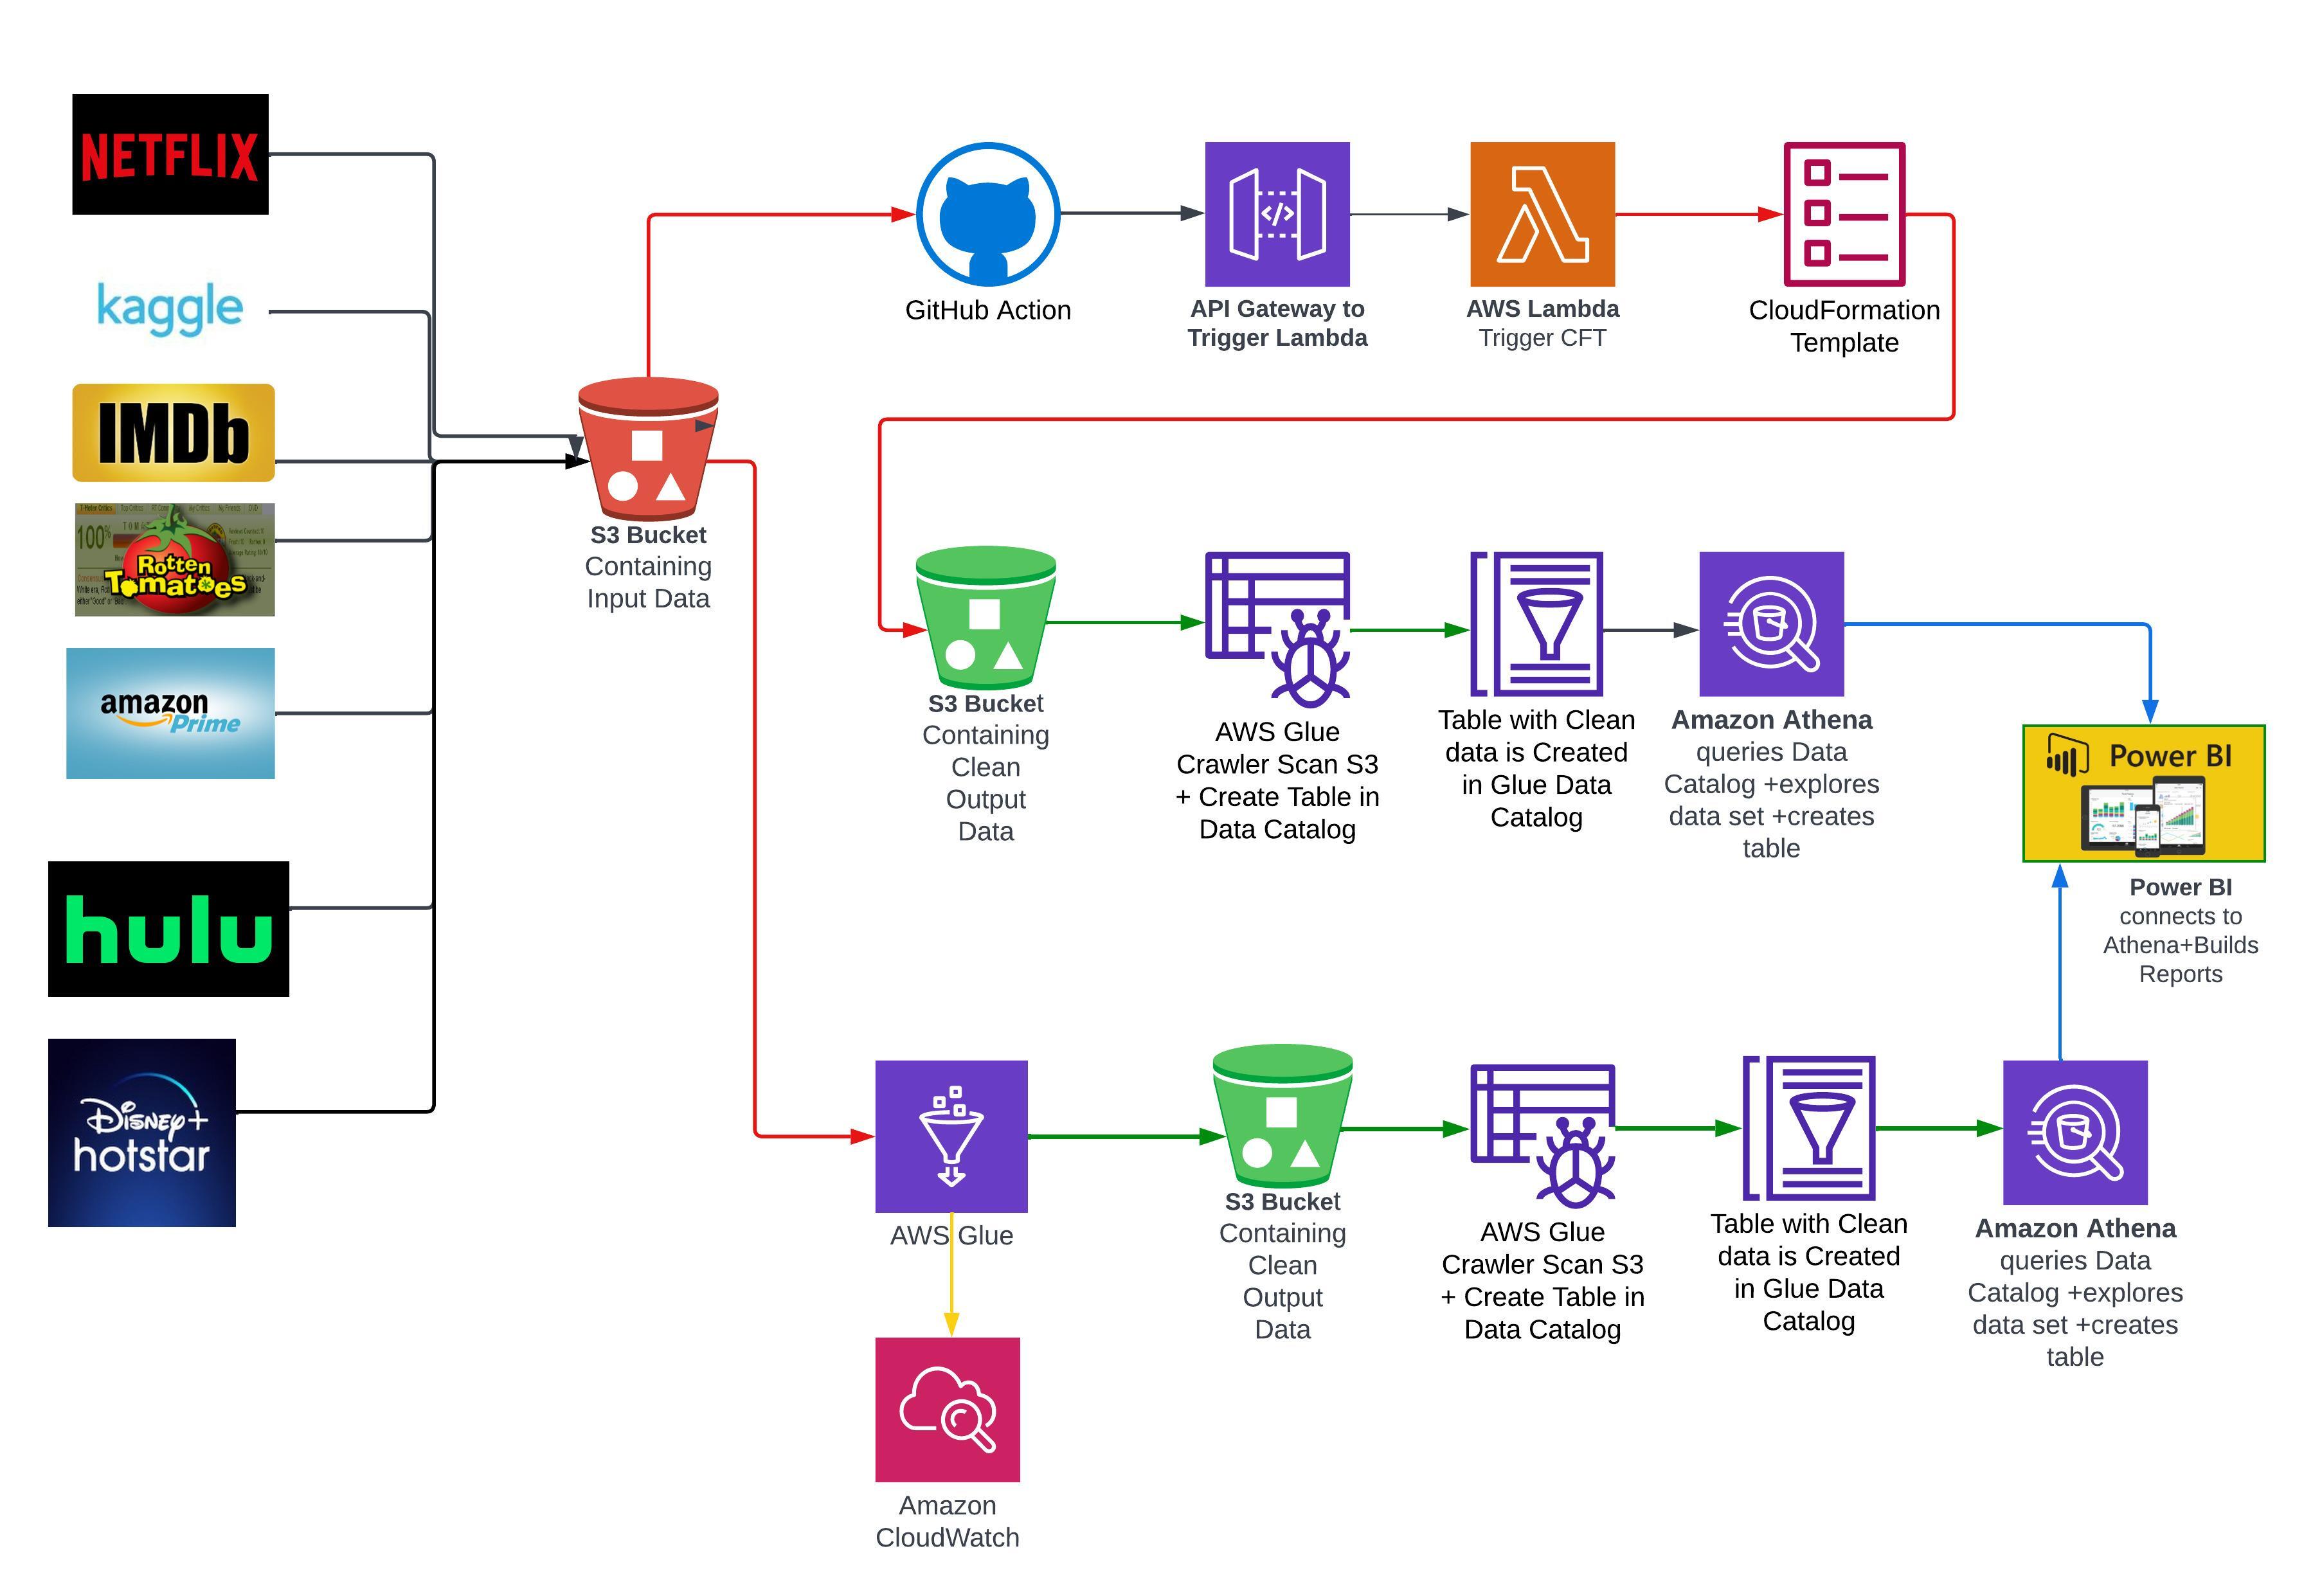 NETFLIX
kaggle
IMDb
100%
Rotten
Tomatoes
amazon
Prime
hulu
Disney+
hotstar
S3 Bucket
Containing
Input Data
GitHub Action
API Gateway to
Trigger Lambda
AWS Lambda
Trigger CFT
CloudFormation
Template
S3 Bucket
Containing
Clean
Output
Data
AWS Glue
Crawler Scan S3
+ Create Table in
Data Catalog
Table with Clean
data is Created
in Glue Data
Catalog
Amazon Athena
queries Data
Catalog +explores
data set +creates
table
Power BI
Power BI
connects to
Athena+Builds
Reports
AWS Glue
Amazon
CloudWatch
S3 Bucket
Containing
Clean
Output
Data
AWS Glue
Crawler Scan S3
+ Create Table in
Data Catalog
Table with Clean
data is Created
in Glue Data
Catalog
Amazon Athena
queries Data
Catalog +explores
data set +creates
table